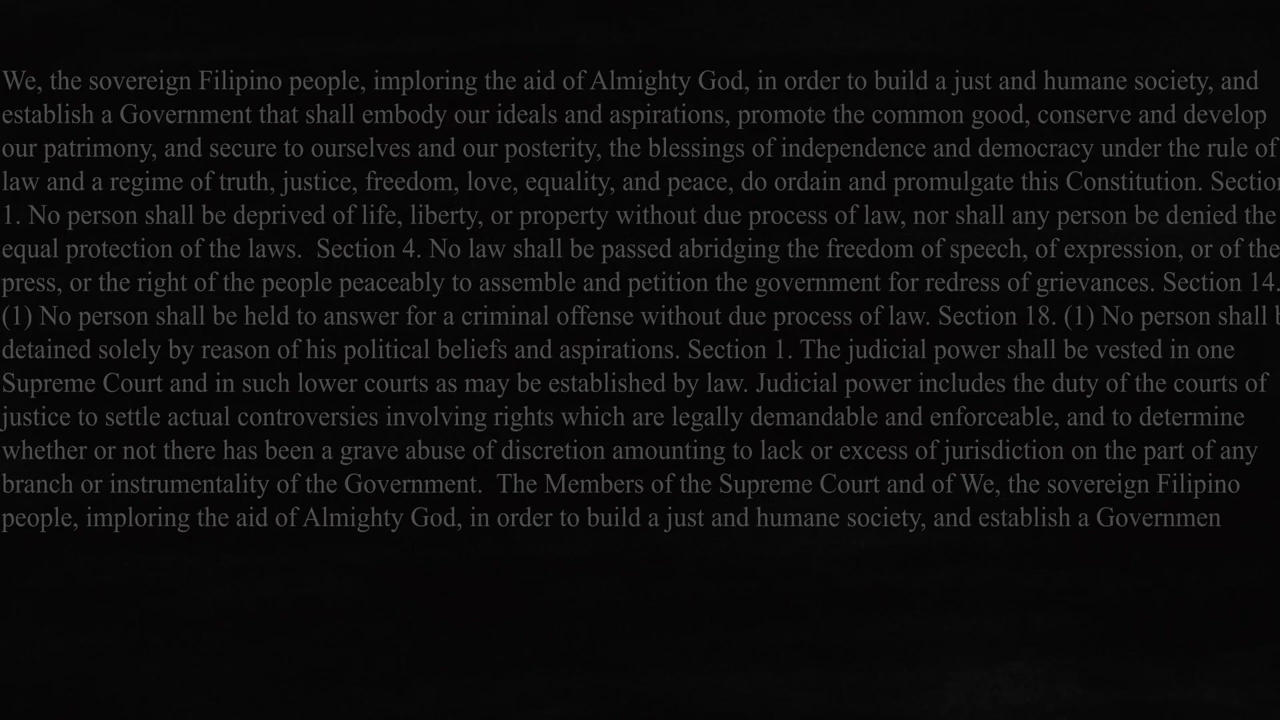 We, the sovereign Filipino people, imploring the aid of Almighty God, in order to build a just and humane society, and
establish a Government that shall embody our ideals and aspirations, promote the common good, conserve and develop
our patrimony, and secure to ourselves and our posterity, the blessings of independence and democracy under the rule of
law and a regime of truth, justice, freedom, love, equality, and peace, do ordain and promulgate this Constitution. Section
1. No person shall be deprived of life, liberty, or property without due process of law, nor shall any person be denied the
equal protection of the laws.  Section 4. No law shall be passed abridging the freedom of speech, of expression, or of the
press, or the right of the people peaceably to assemble and petition the government for redress of grievances. Section 14.
(1) No person shall be held to answer for a criminal offense without due process of law. Section 18. (1) No person shall
detained solely by reason of his political beliefs and aspirations. Section 1. The judicial power shall be vested in one
Supreme Court and in such lower courts as may be established by law. Judicial power includes the duty of the courts of
justice to settle actual controversies involving rights which are legally demandable and enforceable, and to determine
whether or not there has been a grave abuse of discretion amounting to lack or excess of jurisdiction on the part of any
branch or instrumentality of the Government.  The Members of the Supreme Court and of We, the sovereign Filipino
people, imploring the aid of Almighty God, in order to build a just and humane society, and establish a Governmen